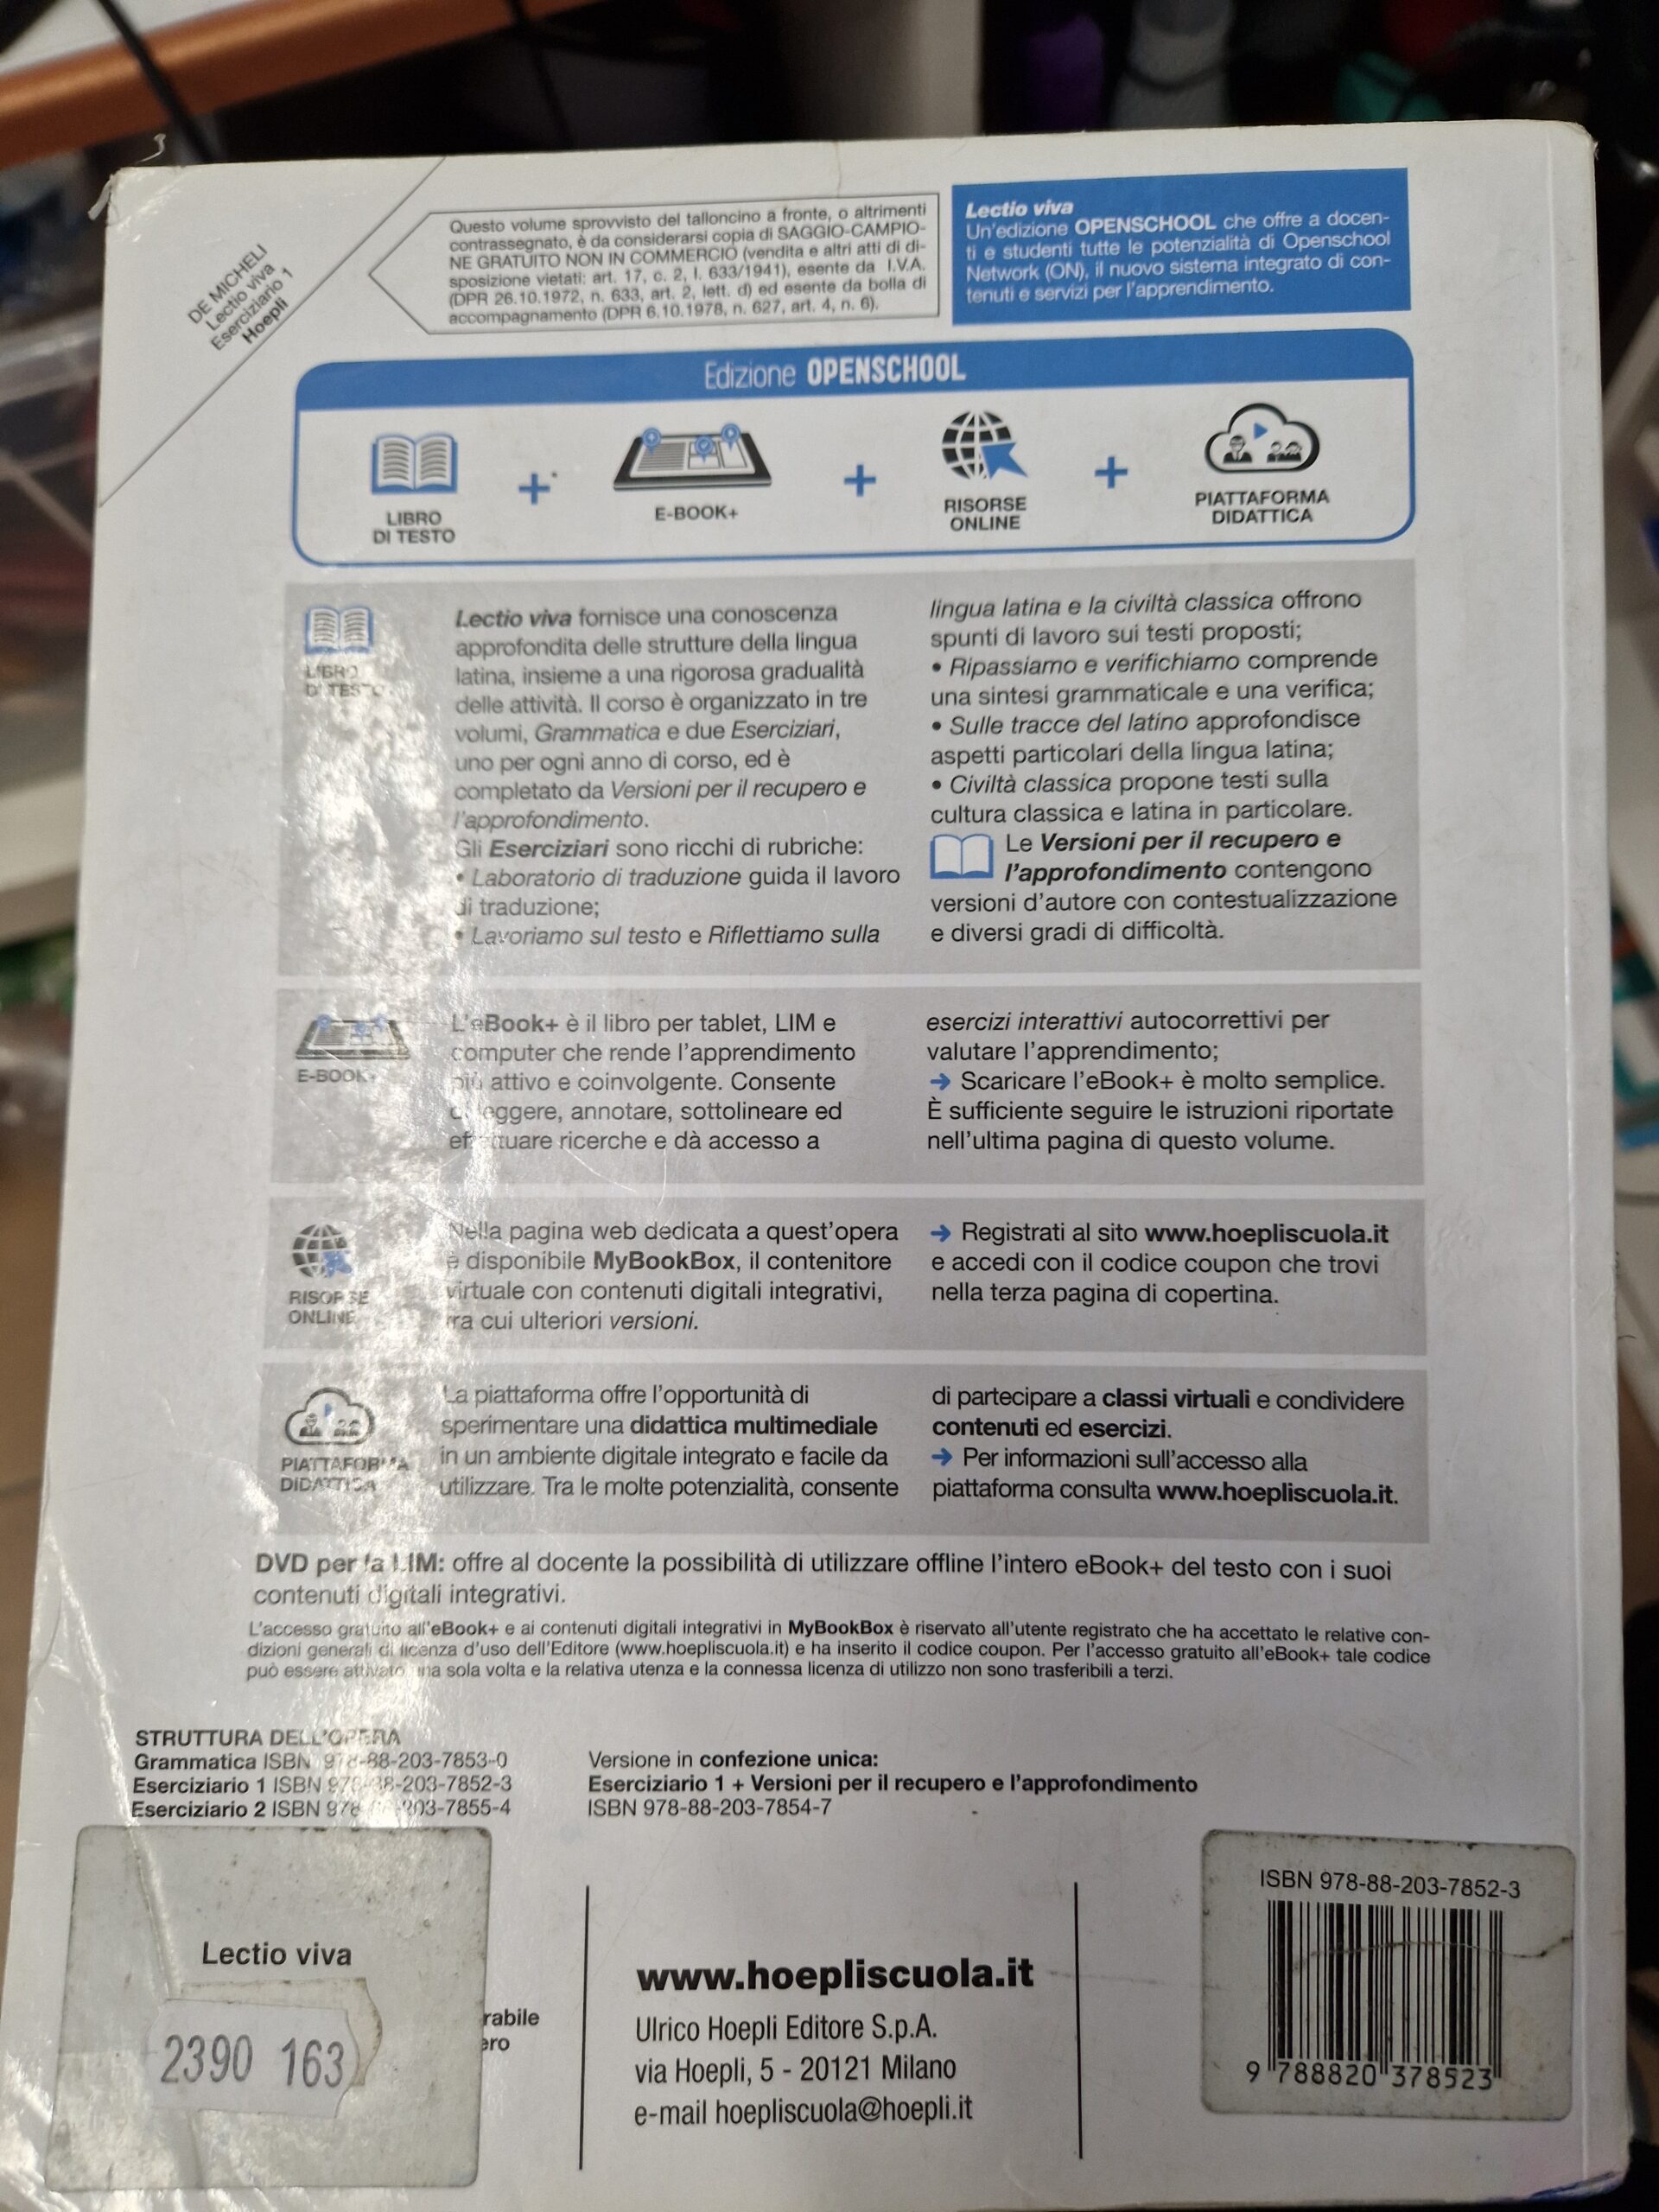 DE MICHELI
Lectio viva
Eserciziario 1
Hoepli
Questo volume sprovvisto del talloncino a fronte, o altrimenti
contrassegnato, è da considerarsi copia di SAGGIO-CAMPIO-
NE GRATUITO NON IN COMMERCIO (vendita e altri atti di di-
sposizione vietati: art. 17, c. 2, l. 633/1941), esente da I.V.A.
(DPR 26.10.1972, n. 633, art. 2, lett. d) ed esente da bolla di
accompagnamento (DPR 6.10.1978, n. 627, art. 4, n. 6).
Lectio viva
Un'edizione OPENSCHOOL che offre a docen-
ti e studenti tutte le potenzialità di Openschool
Network (ON), il nuovo sistema integrato di con-
tenuti e servizi per l'apprendimento.
Edizione OPENSCHOOL
LIBRO
DI TESTO
+
E-BOOK+
+
RISORSE
ONLINE
+
PIATTAFORMA
DIDATTICA
LIBRO
DI TESTO
Lectio viva fornisce una conoscenza
approfondita delle strutture della lingua
latina, insieme a una rigorosa gradualità
delle attività. Il corso è organizzato in tre
volumi, Grammatica e due Eserciziari,
uno per ogni anno di corso, ed è
completato da Versioni per il recupero e
l'approfondimento.
Gli Eserciziari sono ricchi di rubriche:
• Laboratorio di traduzione guida il lavoro
di traduzione;
• Lavoriamo sul testo e Riflettiamo sulla
lingua latina e la civiltà classica offrono
spunti di lavoro sui testi proposti;
• Ripassiamo e verifichiamo comprende
una sintesi grammaticale e una verifica;
• Sulle tracce del latino approfondisce
aspetti particolari della lingua latina;
• Civiltà classica propone testi sulla
cultura classica e latina in particolare.
Le Versioni per il recupero e
l'approfondimento contengono
versioni d'autore con contestualizzazione
e diversi gradi di difficoltà.
E-BOOK+
L'eBook+ è il libro per tablet, LIM e
computer che rende l'apprendimento
più attivo e coinvolgente. Consente
di leggere, annotare, sottolineare ed
effettuare ricerche e dà accesso a
esercizi interattivi autocorrettivi per
valutare l'apprendimento;
→ Scaricare l'eBook+ è molto semplice.
È sufficiente seguire le istruzioni riportate
nell'ultima pagina di questo volume.
RISORSE
ONLINE
Nella pagina web dedicata a quest'opera
è disponibile MyBookBox, il contenitore
virtuale con contenuti digitali integrativi,
tra cui ulteriori versioni.
→ Registrati al sito www.hoepliscuola.it
e accedi con il codice coupon che trovi
nella terza pagina di copertina.
PIATTAFORMA
DIDATTICA
La piattaforma offre l'opportunità di
sperimentare una didattica multimediale
in un ambiente digitale integrato e facile da
utilizzare. Tra le molte potenzialità, consente
di partecipare a classi virtuali e condividere
contenuti ed esercizi.
→ Per informazioni sull'accesso alla
piattaforma consulta www.hoepliscuola.it.
DVD per la LIM: offre al docente la possibilità di utilizzare offline l'intero eBook+ del testo con i suoi
contenuti digitali integrativi.
L'accesso gratuito all'eBook+ e ai contenuti digitali integrativi in MyBookBox è riservato all'utente registrato che ha accettato le relative con-
dizioni generali di licenza d'uso dell'Editore (www.hoepliscuola.it) e ha inserito il codice coupon. Per l'accesso gratuito all'eBook+ tale codice
può essere attivato una sola volta e la relativa utenza e la connessa licenza di utilizzo non sono trasferibili a terzi.
STRUTTURA DELL'OPERA
Grammatica ISBN 978-88-203-7853-0
Eserciziario 1 ISBN 978-88-203-7852-3
Eserciziario 2 ISBN 978-88-203-7855-4
Versione in confezione unica:
Eserciziario 1 + Versioni per il recupero e l'approfondimento
ISBN 978-88-203-7854-7
Lectio viva
2390 163
www.hoepliscuola.it
Ulrico Hoepli Editore S.p.A.
via Hoepli, 5 - 20121 Milano
e-mail hoepliscuola@hoepli.it
ISBN 978-88-203-7852-3
9 788820 378523